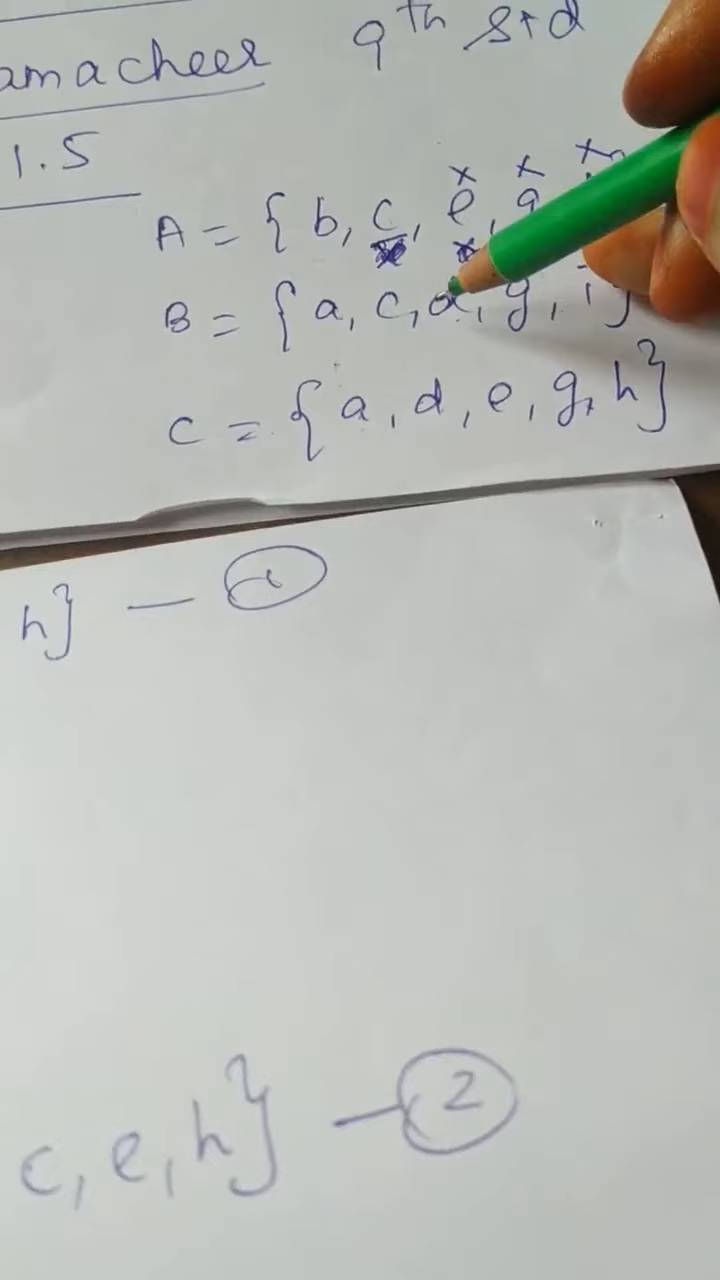 amacheer 9th std
1.5
A = { b, c, e, g
B = { a, c, d, g, i }
C = { a, d, e, g, h }
h } — 1
c, e, h } — 2